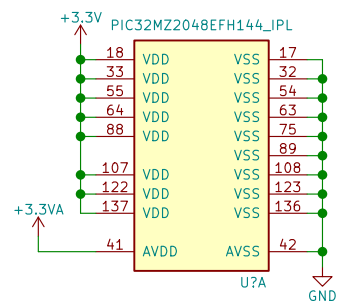 +3.3V
PIC32MZ2048EFH144_IPL
18 VDD VSS 17
33 VDD VSS 32
55 VDD VSS 54
64 VDD VSS 63
88 VDD VSS 75
VSS 89
107 VDD VSS 108
122 VDD VSS 123
137 VDD VSS 136
+3.3VA
41 AVDD AVSS 42
U?A
GND